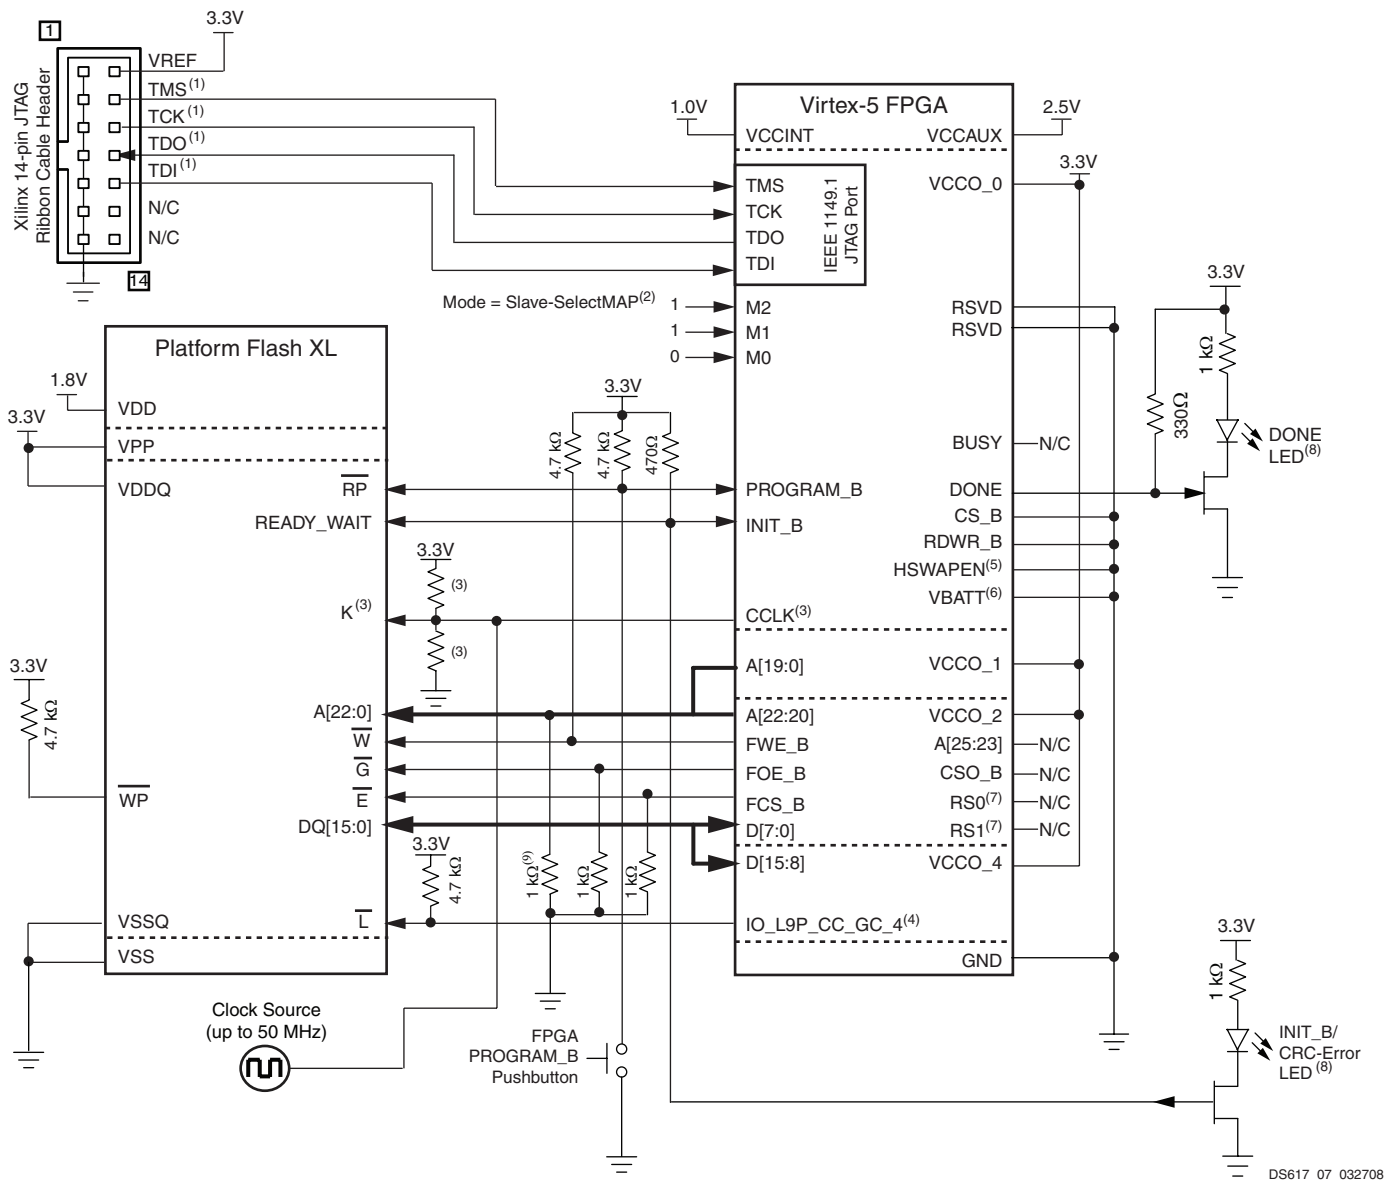 1
3.3V
Xilinx 14-pin JTAG
Ribbon Cable Header
VREF
TMS(1)
TCK(1)
TDO(1)
TDI(1)
N/C
N/C
14
Virtex-5 FPGA
1.0V
VCCINT
VCCAUX
2.5V
TMS
TCK
TDO
TDI
IEEE 1149.1
JTAG Port
VCCO_0
3.3V
Mode = Slave-SelectMAP(2)
1
M2
1
M1
0
M0
RSVD
RSVD
3.3V
1 kΩ
330Ω
DONE
LED(8)
Platform Flash XL
1.8V
VDD
3.3V
VPP
VDDQ
3.3V
4.7 kΩ
4.7 kΩ
470Ω
BUSY
N/C
RP
PROGRAM_B
DONE
READY_WAIT
INIT_B
CS_B
RDWR_B
HSWAPEN(5)
VBATT(6)
3.3V
(3)
K(3)
CCLK(3)
(3)
3.3V
4.7 kΩ
A[19:0]
VCCO_1
A[22:0]
A[22:20]
VCCO_2
W
FWE_B
A[25:23]
N/C
G
FOE_B
CSO_B
N/C
WP
E
FCS_B
RS0(7)
N/C
DQ[15:0]
D[7:0]
RS1(7)
N/C
3.3V
4.7 kΩ
1 kΩ(9)
1 kΩ
1 kΩ
D[15:8]
VCCO_4
VSSQ
L
IO_L9P_CC_GC_4(4)
VSS
GND
3.3V
1 kΩ
Clock Source
(up to 50 MHz)
FPGA
PROGRAM_B
Pushbutton
INIT_B/
CRC-Error
LED(8)
DS617_07_032708